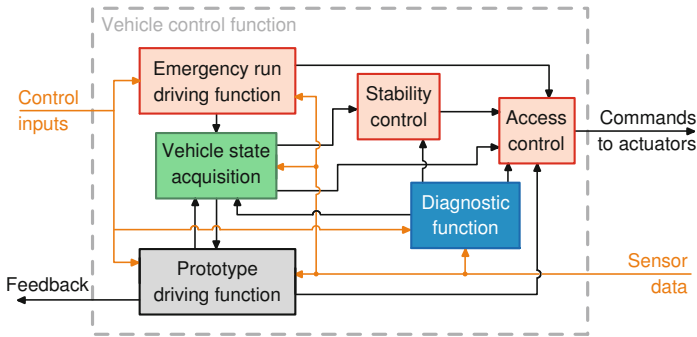 Vehicle control function
Emergency run
driving function
Control
inputs
Stability
control
Access
control
Commands
to actuators
Vehicle state
acquisition
Diagnostic
function
Prototype
driving function
Feedback
Sensor
data